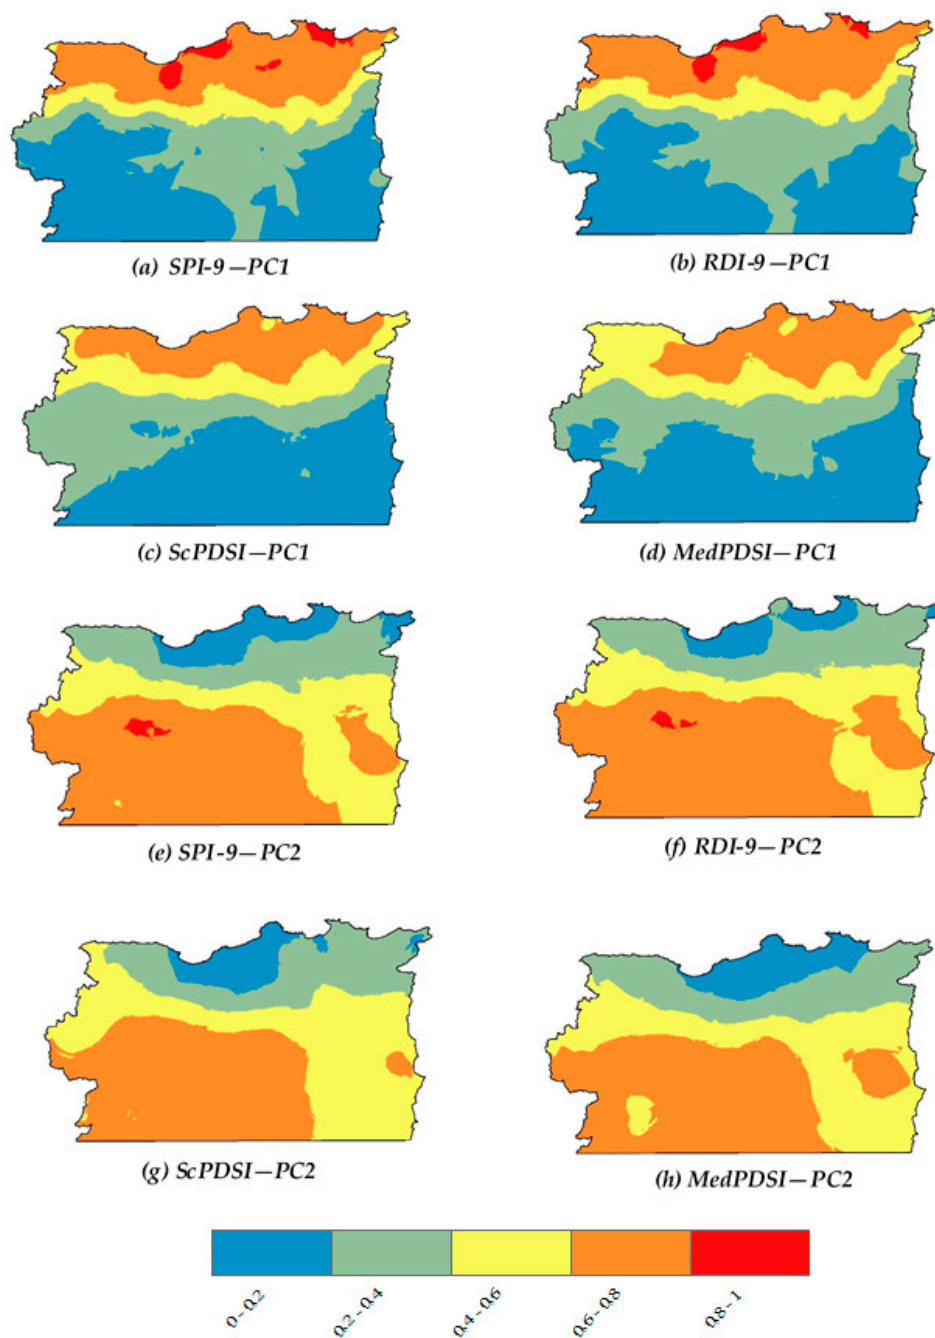 (a) SPI-9—PC1
(b) RDI-9—PC1
(c) ScPDSI—PC1
(d) MedPDSI—PC1
(e) SPI-9—PC2
(f) RDI-9—PC2
(g) ScPDSI—PC2
(h) MedPDSI—PC2
0 - 0.2
0.2 - 0.4
0.4 - 0.6
0.6 - 0.8
0.8 - 1